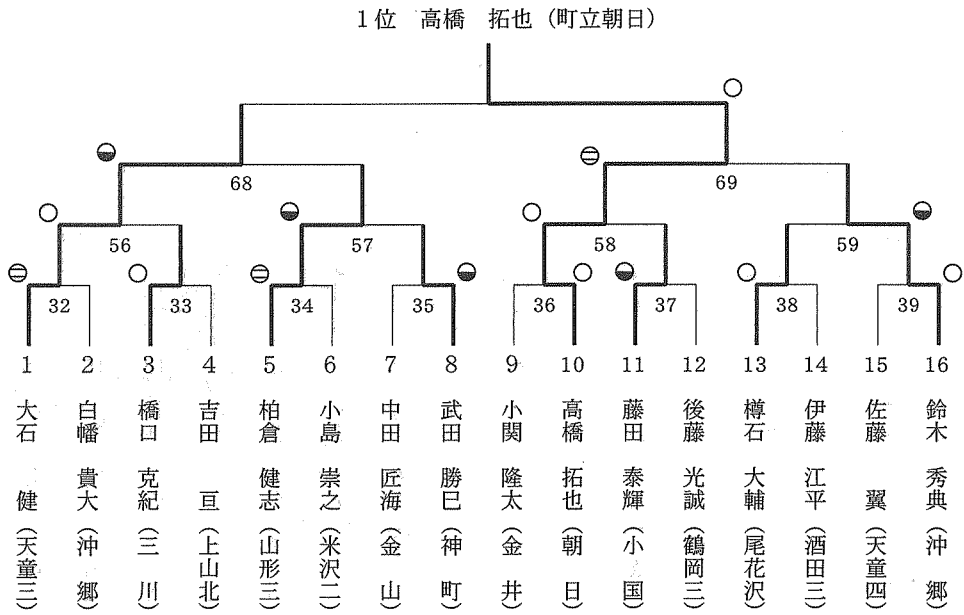 1位 高橋 拓也 (町立朝日)
68
69
56
57
58
59
32
33
34
35
36
37
38
39
1
2
3
4
5
6
7
8
9
10
11
12
13
14
15
16
大石 健 (天童三)
白幡 貴大 (沖郷)
橋口 克紀 (三川)
吉田 亘 (上山北)
柏倉 健志 (山形三)
小島 崇之 (米沢二)
中田 匠海 (金山)
武田 勝巳 (神町)
小関 隆太 (金井)
高橋 拓也 (朝日)
藤田 泰輝 (小国)
後藤 光誠 (鶴岡三)
樽石 大輔 (尾花沢)
伊藤 江平 (酒田三)
佐藤 翼 (天童四)
鈴木 秀典 (沖郷)